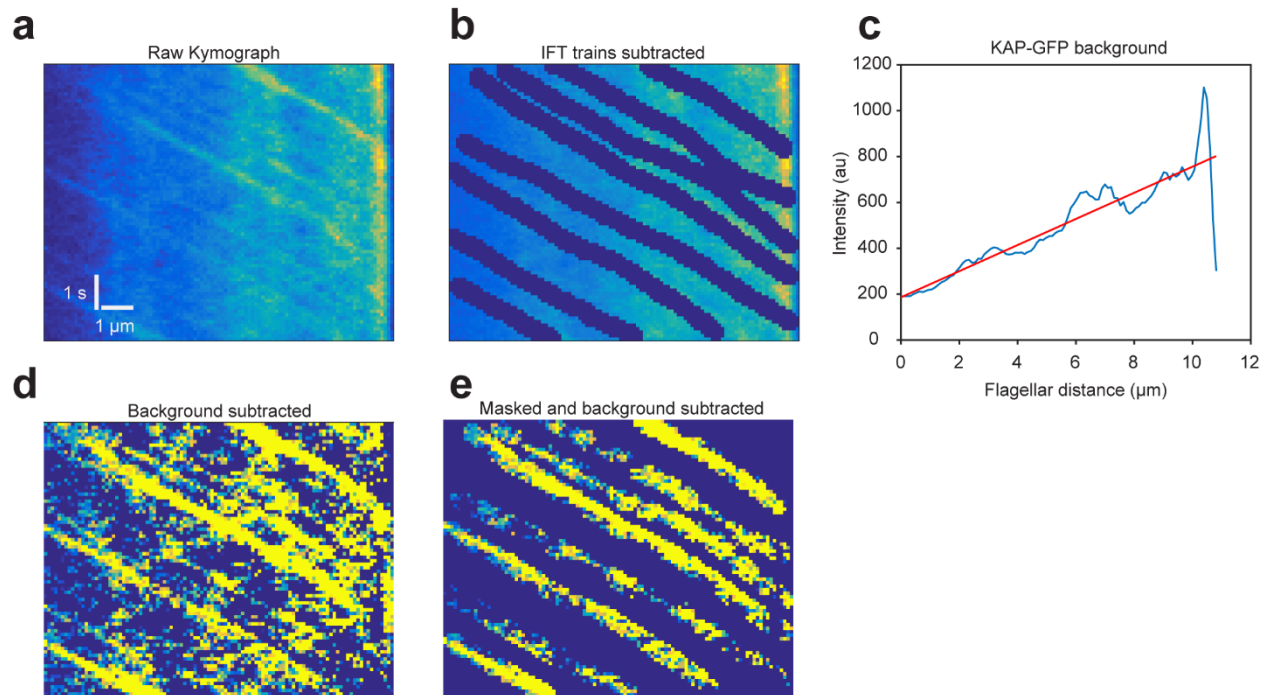 a
Raw Kymograph
1 s
1 µm
b
IFT trains subtracted
c
KAP-GFP background
1200
1000
800
600
400
200
0
Intensity (au)
0 2 4 6 8 10 12
Flagellar distance (µm)
d
Background subtracted
e
Masked and background subtracted